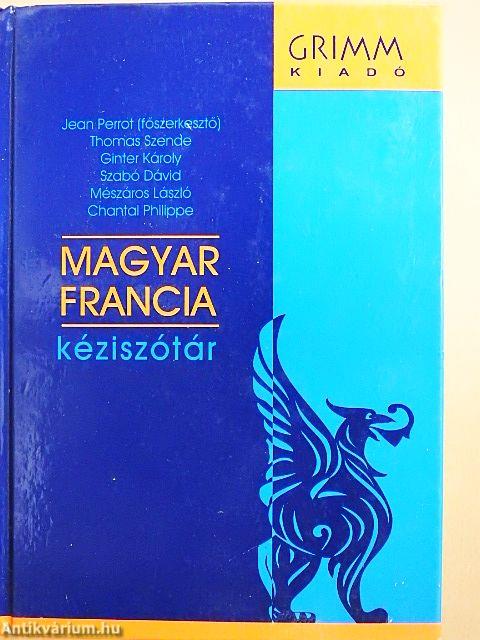 GRIMM
KIADÓ
Jean Perrot (főszerkesztő)
Thomas Szende
Ginter Károly
Szabó Dávid
Mészáros László
Chantal Philippe
MAGYAR
FRANCIA
kéziszótár
Antikvárium.hu